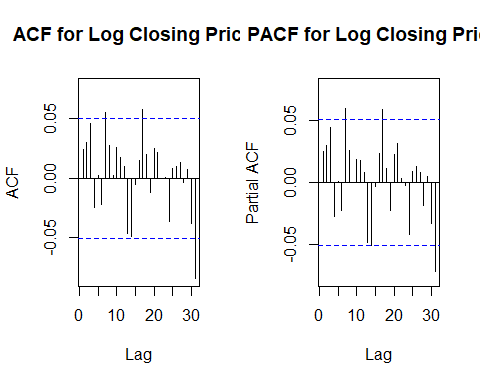 ACF for Log Closing Pric
PACF for Log Closing Pric
ACF
0.05
0.00
-0.05
0 10 20 30
Lag
Partial ACF
0.05
0.00
-0.05
0 10 20 30
Lag